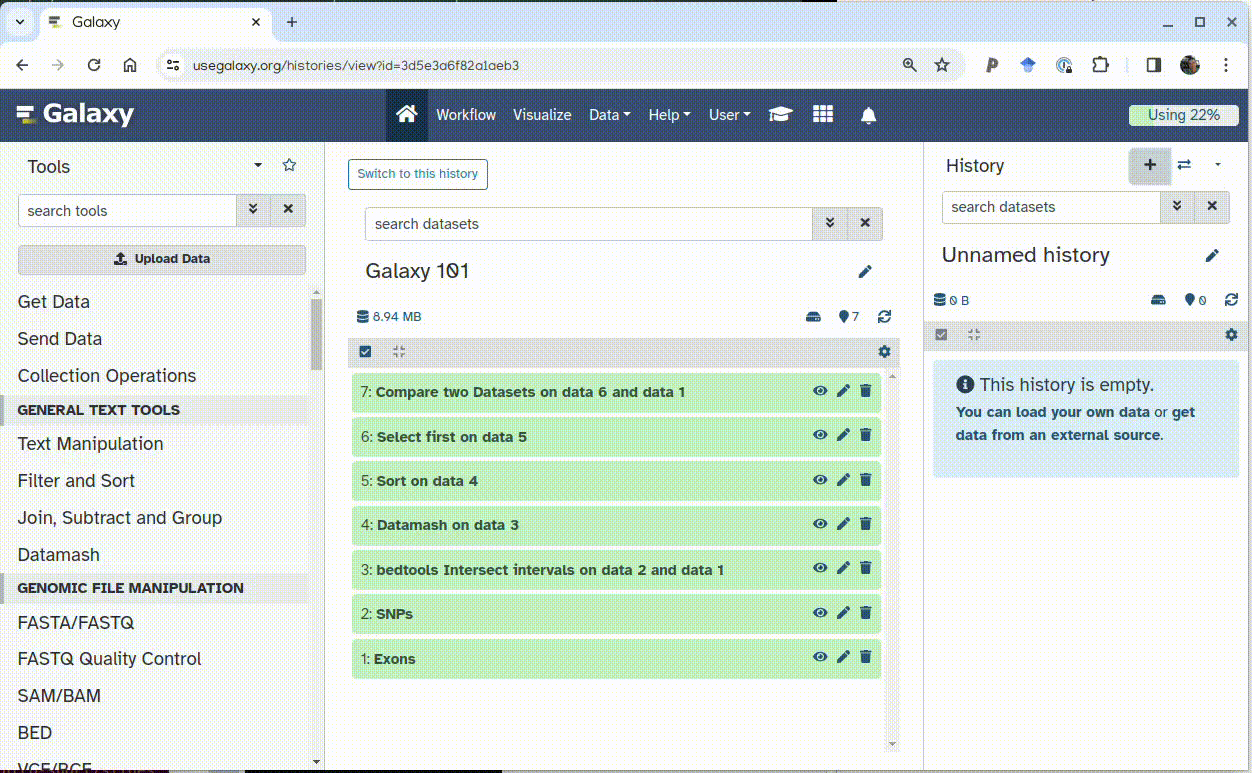 Galaxy
usegalaxy.org/histories/view?id=3d5e3a6f82a1aeb3
Galaxy
Workflow Visualize Data Help User
Using 22%
Tools
search tools
Upload Data
Get Data
Send Data
Collection Operations
GENERAL TEXT TOOLS
Text Manipulation
Filter and Sort
Join, Subtract and Group
Datamash
GENOMIC FILE MANIPULATION
FASTA/FASTQ
FASTQ Quality Control
SAM/BAM
BED
VCF/BCF
Switch to this history
search datasets
Galaxy 101
8.94 MB
7
7: Compare two Datasets on data 6 and data 1
6: Select first on data 5
5: Sort on data 4
4: Datamash on data 3
3: bedtools Intersect intervals on data 2 and data 1
2: SNPs
1: Exons
History
search datasets
Unnamed history
0 B
0
This history is empty.
You can load your own data or get
data from an external source.